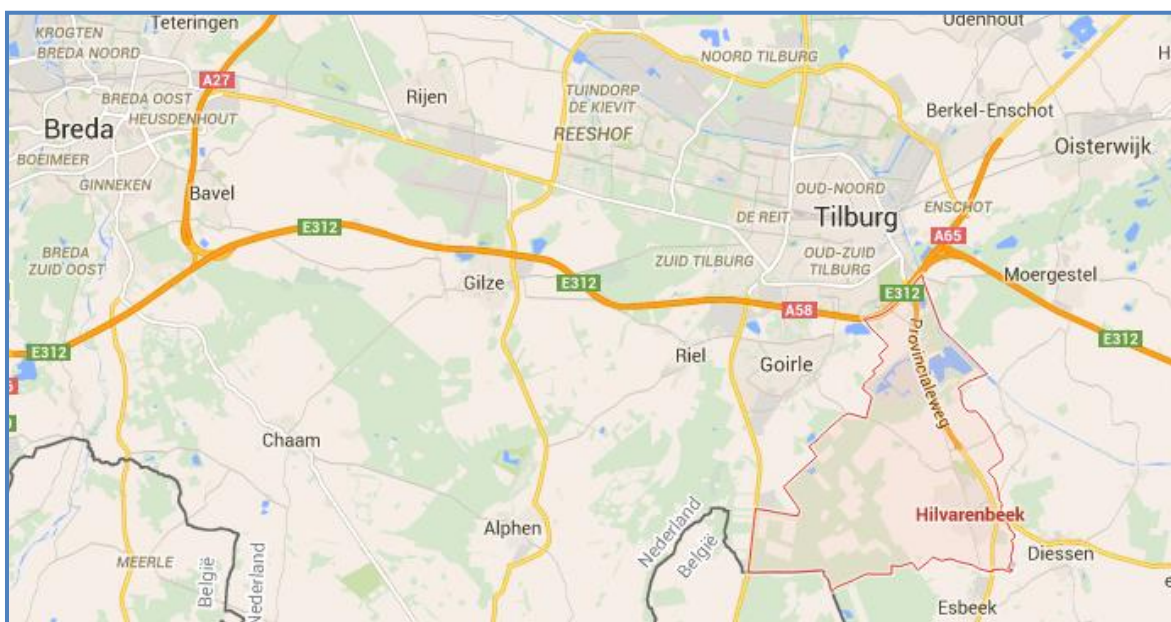 Teteringen
Udenhout
KROGTEN
BREDA NOORD
NOORD TILBURG
A27
TUINDORP
DE KIEVIT
Rijen
BREDA OOST
Berkel-Enschot
HEUSDENHOUT
Breda
REESHOF
Oisterwijk
BOEIMEER
GINNEKEN
Bavel
OUD-NOORD
ENSCHOT
DE REIT
Tilburg
E312
A65
BREDA
ZUID OOST
ZUID TILBURG
OUD-ZUID
TILBURG
Moergestel
Gilze
E312
E312
A58
E312
E312
Provincialeweg
Riel
Goirle
Chaam
Hilvarenbeek
Alphen
Nederland
België
Diessen
MEERLE
België
Nederland
Esbeek